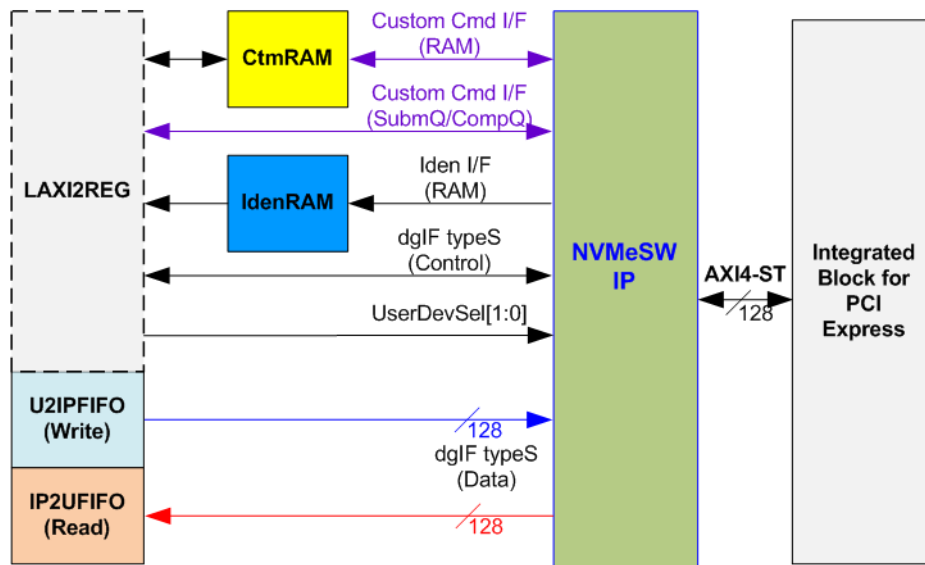 Custom Cmd I/F
(RAM)
CtmRAM
Custom Cmd I/F
(SubmQ/CompQ)
LAXI2REG
Iden I/F
(RAM)
IdenRAM
dgIF typeS
(Control)
UserDevSel[1:0]
NVMeSW
IP
AXI4-ST
128
Integrated
Block for
PCI
Express
U2IPFIFO
(Write)
128
dgIF typeS
(Data)
IP2UFIFO
(Read)
128